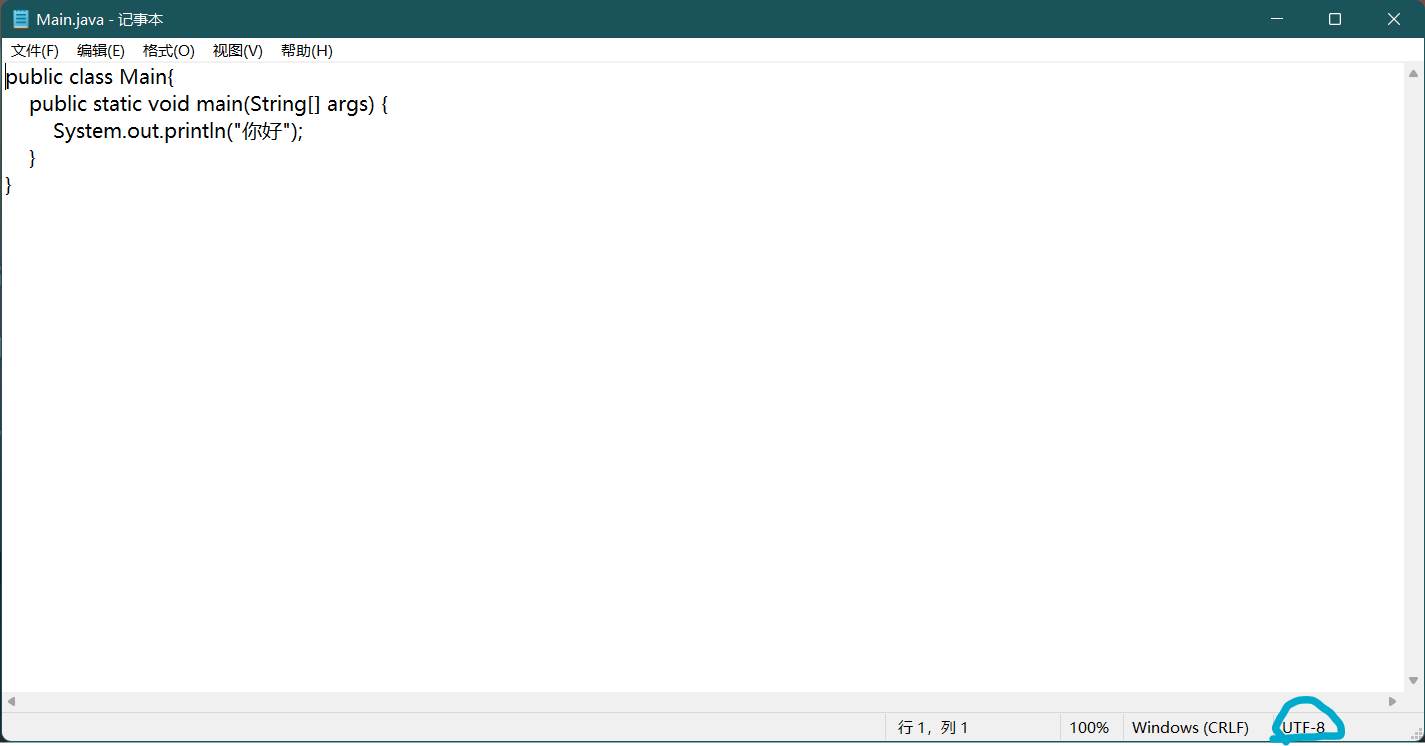 Main.java - 记事本
文件(F) 编辑(E) 格式(O) 视图(V) 帮助(H)
public class Main{
    public static void main(String[] args) {
        System.out.println("你好");
    }
}
行 1，列 1 100% Windows (CRLF) UTF-8